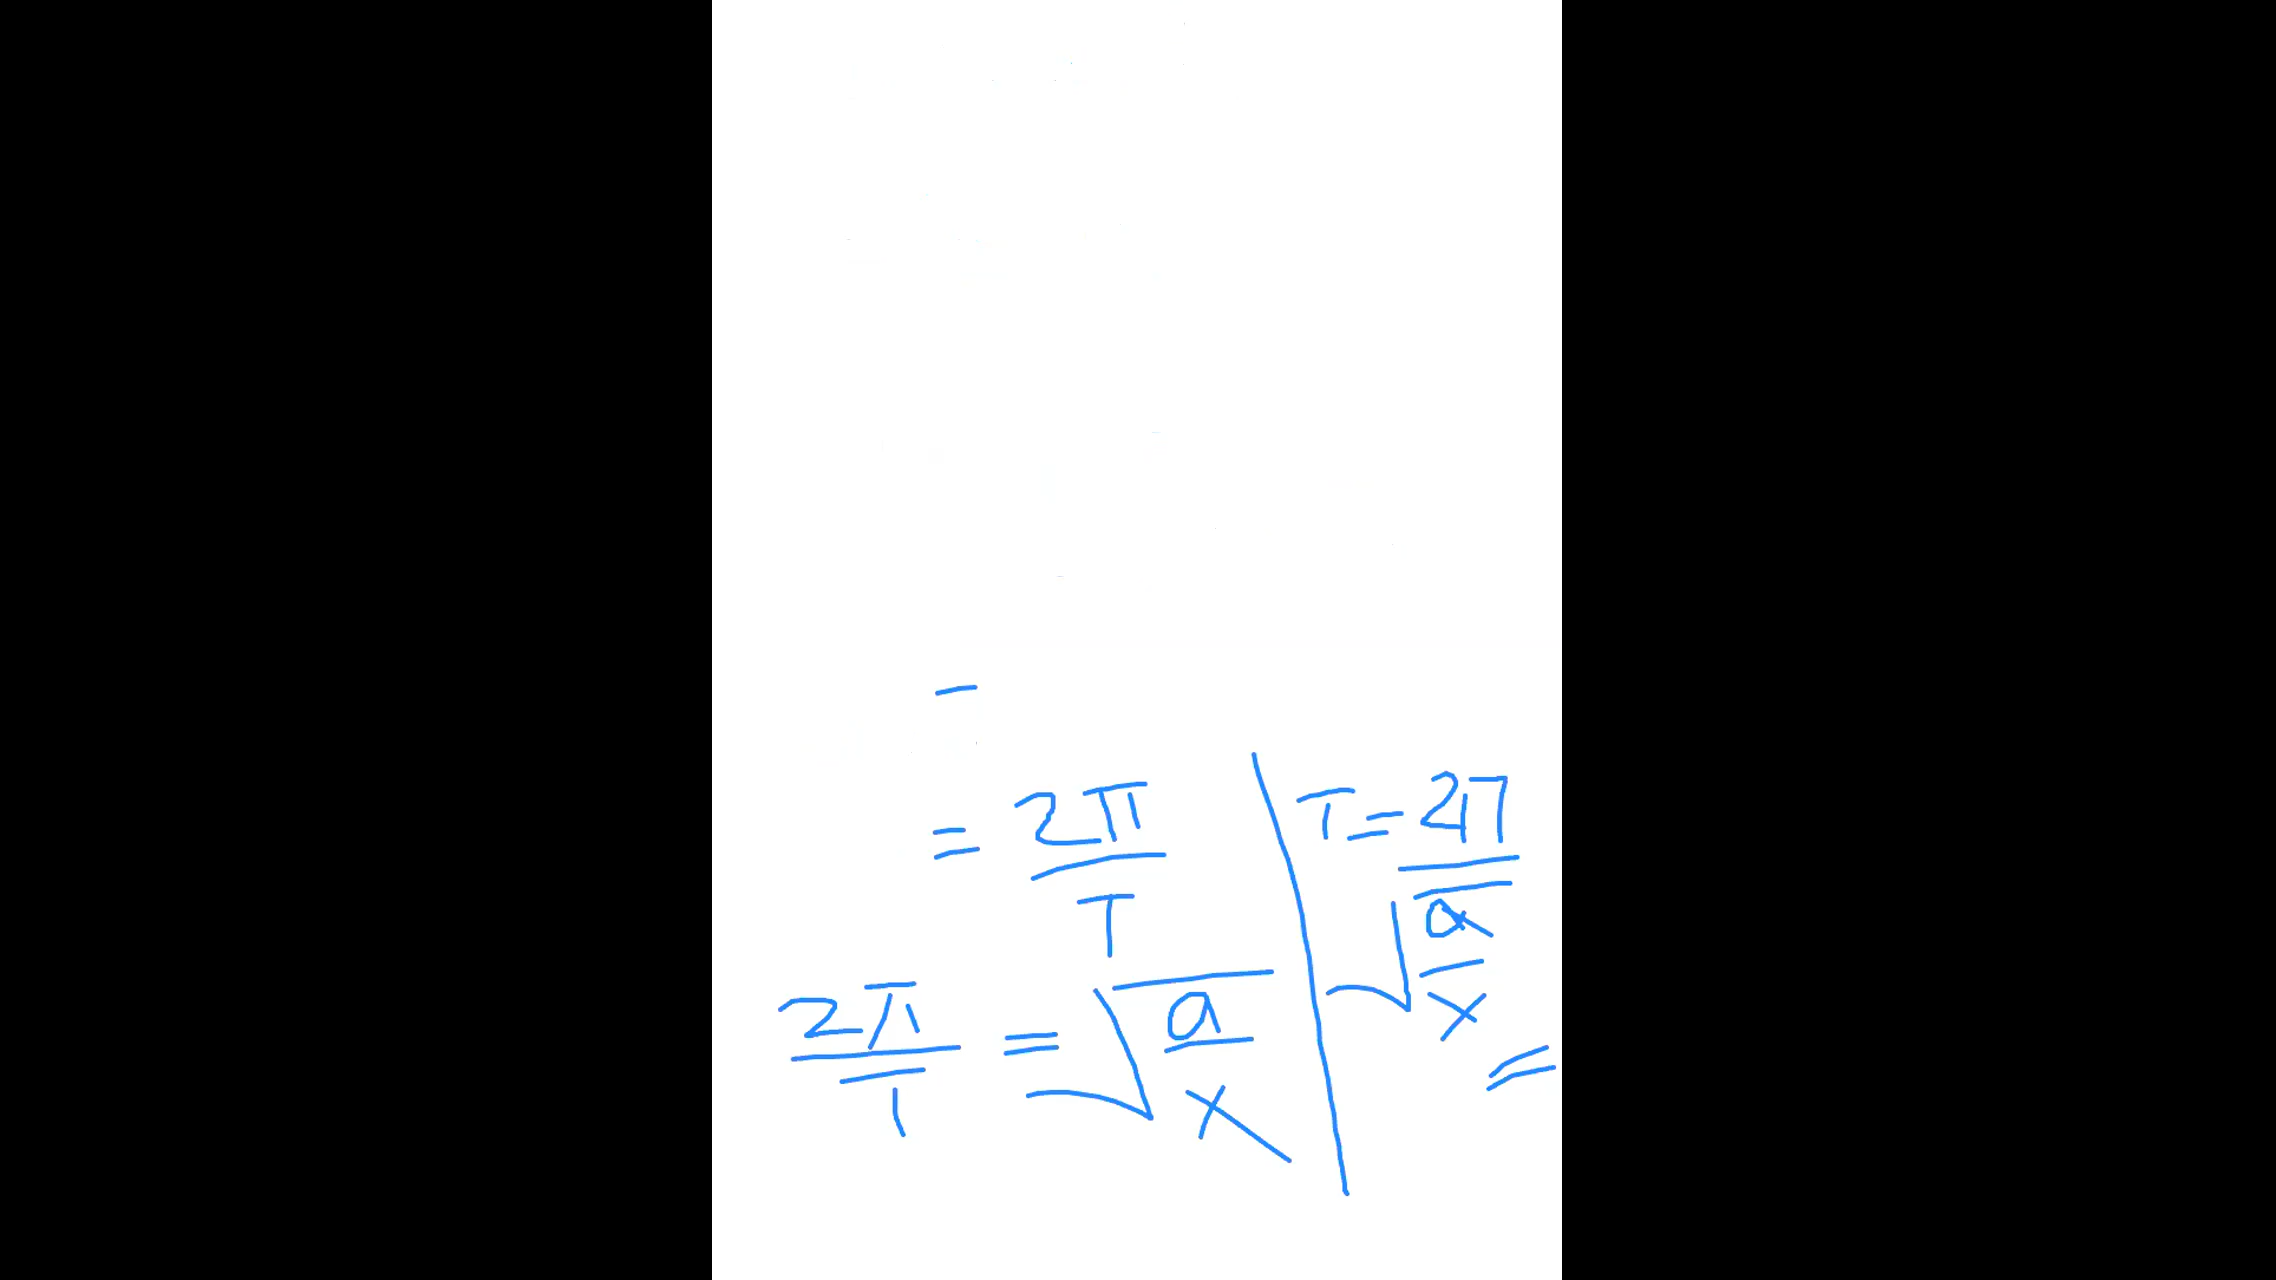 -
= 2π / T
2π / T = √(a / x)
T = 2π / √(a / x)
=